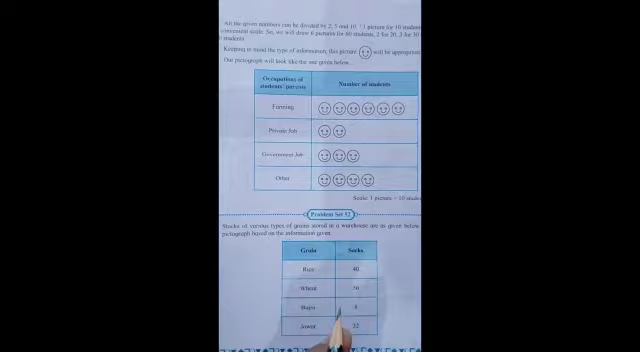 All the given numbers can be divided by 2, 5 and 10. 1 picture for 10 students
convenient scale. So, we will draw 6 pictures for 60 students, 2 for 20, 3 for 30
students
Keeping in mind the type of information, this picture will be appropriate
Our pictograph will look like the one given below.
Occupations of students' parents Number of students
Farming
Private Job
Government Job
Other
Scale: 1 picture = 10 students
Problem Set 52
Stocks of various types of grains stored in a warehouse are as given below
pictograph based on the information given.
Grain Sacks
Rice 40
Wheat
Bajra 8
Jowar 32